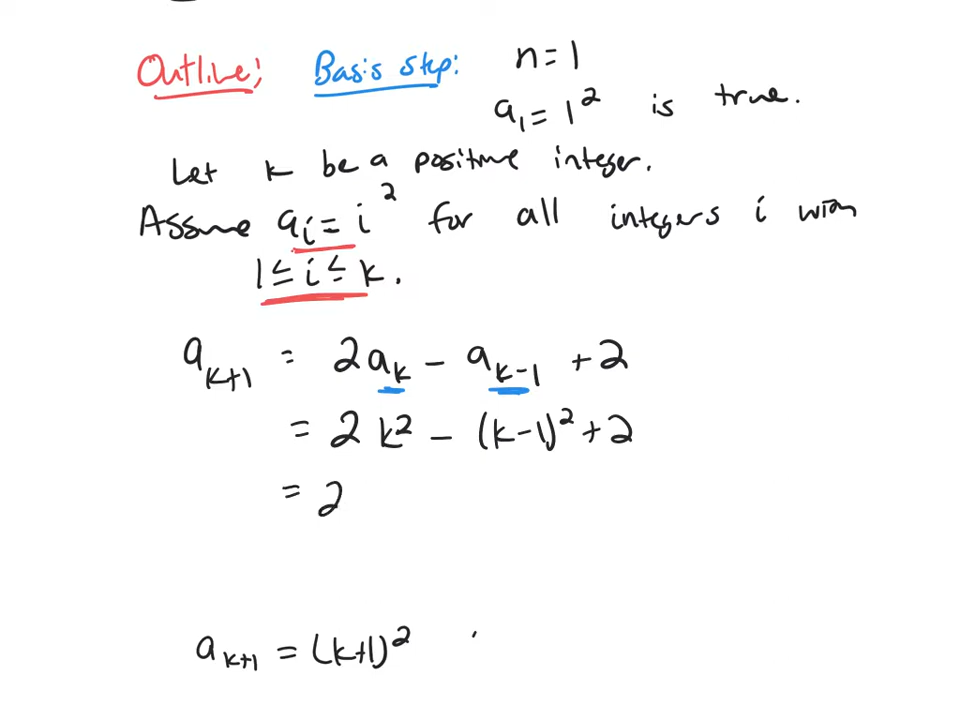 Outline: Basis step: n = 1
a₁ = 1² is true.
Let k be a positive integer.
Assume aᵢ = i² for all integers i with
1 ≤ i ≤ k.
aₖ₊₁ = 2aₖ - aₖ₋₁ + 2
= 2k² - (k-1)² + 2
= 2
aₖ₊₁ = (k+1)²